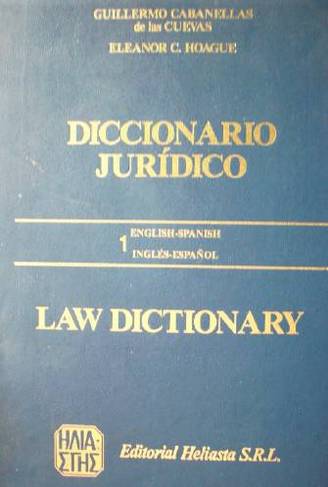 GUILLERMO CABANELLAS
de las CUEVAS
ELEANOR C. HOAGUE
DICCIONARIO
JURÍDICO
1
ENGLISH-SPANISH
INGLÉS-ESPAÑOL
LAW DICTIONARY
ΗΛΙΑ-
ΣΤΗΣ
Editorial Heliasta S.R.L.